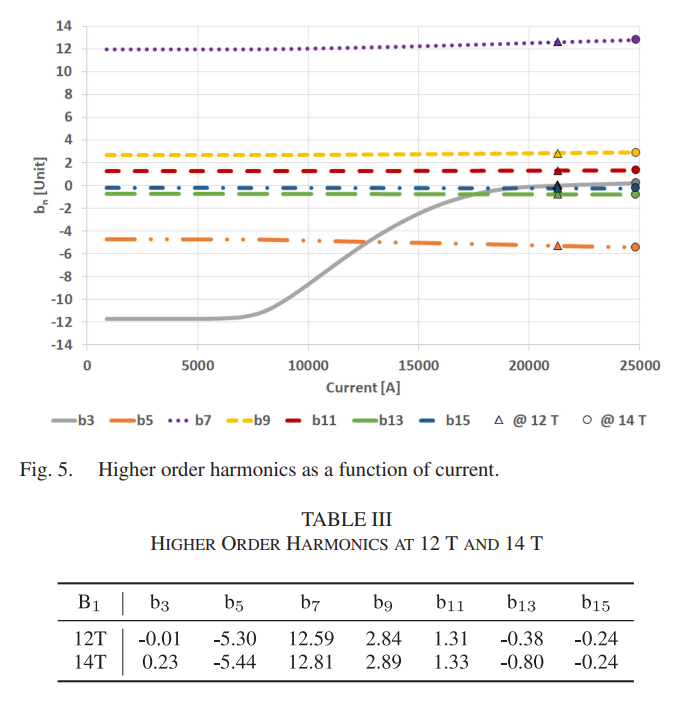 14
12
10
8
6
4
2
0
-2
-4
-6
-8
-10
-12
-14
bn [Unit]
0 5000 10000 15000 20000 25000
Current [A]
b3 b5 b7 b9 b11 b13 b15 @ 12 T @ 14 T
Fig. 5. Higher order harmonics as a function of current.
TABLE III
HIGHER ORDER HARMONICS AT 12 T AND 14 T
B1 b3 b5 b7 b9 b11 b13 b15
12T -0.01 -5.30 12.59 2.84 1.31 -0.38 -0.24
14T 0.23 -5.44 12.81 2.89 1.33 -0.80 -0.24